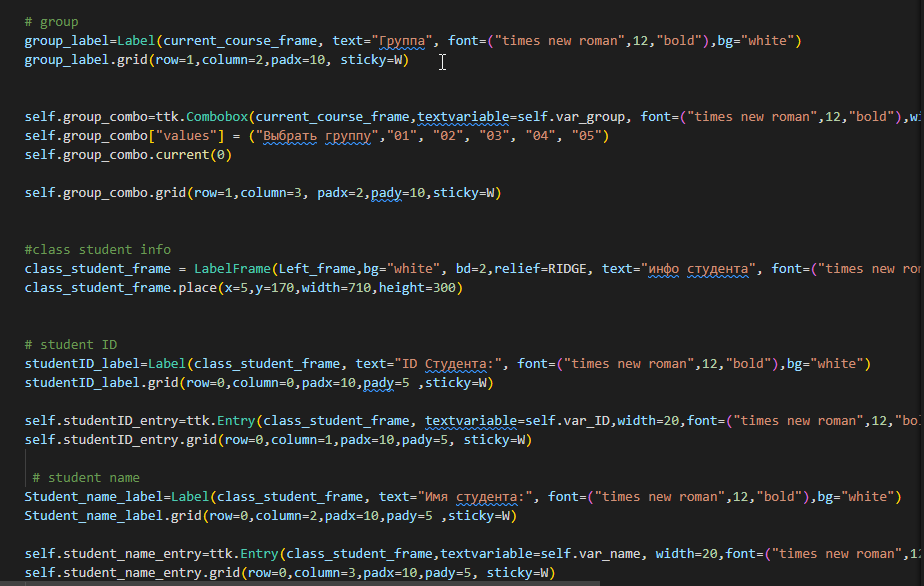 # group
group_label=Label(current_course_frame, text="Группа", font=("times new roman",12,"bold"),bg="white")
group_label.grid(row=1,column=2,padx=10, sticky=W)
self.group_combo=ttk.Combobox(current_course_frame,textvariable=self.var_group, font=("times new roman",12,"bold"),wi
self.group_combo["values"] = ("Выбрать группу","01", "02", "03", "04", "05")
self.group_combo.current(0)
self.group_combo.grid(row=1,column=3, padx=2,pady=10,sticky=W)
#class student info
class_student_frame = LabelFrame(Left_frame,bg="white", bd=2,relief=RIDGE, text="инфо студента", font=("times new ro
class_student_frame.place(x=5,y=170,width=710,height=300)
# student ID
studentID_label=Label(class_student_frame, text="ID Студента:", font=("times new roman",12,"bold"),bg="white")
studentID_label.grid(row=0,column=0,padx=10,pady=5 ,sticky=W)
self.studentID_entry=ttk.Entry(class_student_frame, textvariable=self.var_ID,width=20,font=("times new roman",12,"bo
self.studentID_entry.grid(row=0,column=1,padx=10,pady=5, sticky=W)
# student name
Student_name_label=Label(class_student_frame, text="Имя студента:", font=("times new roman",12,"bold"),bg="white")
Student_name_label.grid(row=0,column=2,padx=10,pady=5 ,sticky=W)
self.student_name_entry=ttk.Entry(class_student_frame,textvariable=self.var_name, width=20,font=("times new roman",1
self.student_name_entry.grid(row=0,column=3,padx=10,pady=5, sticky=W)